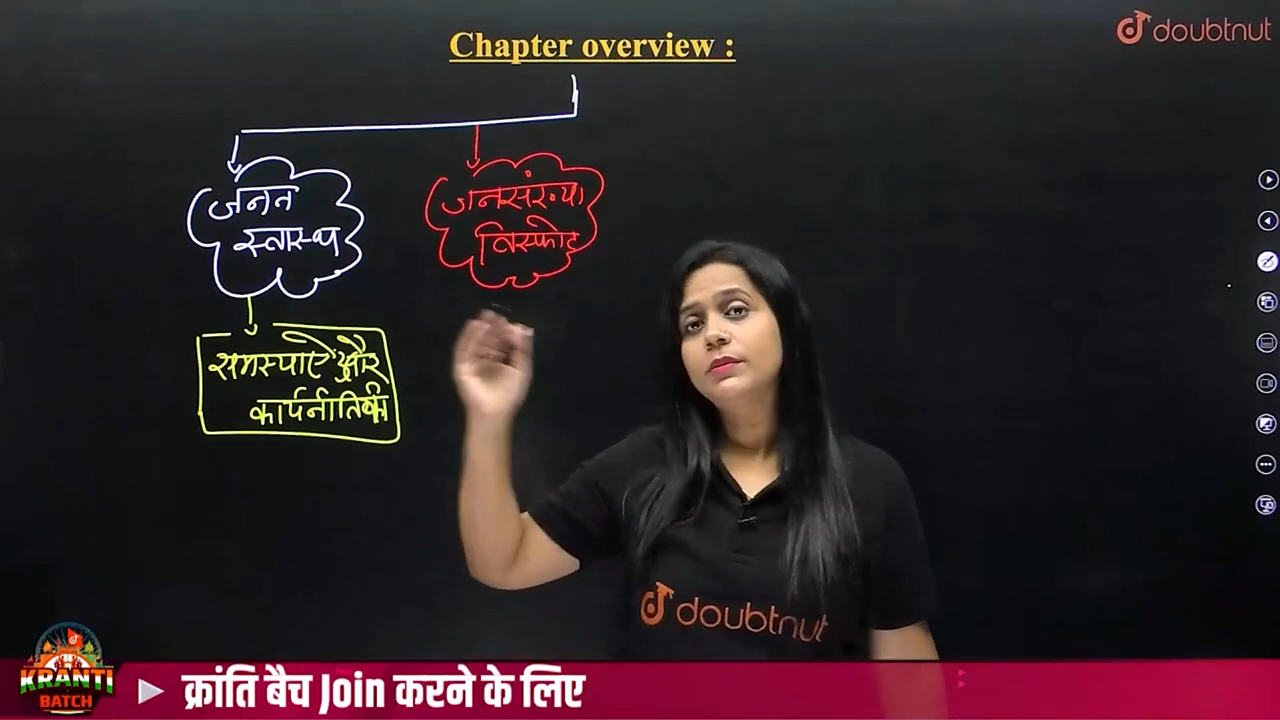 Chapter overview :
doubtnut
जनन
स्वास्थ्य
जनसंख्या
विस्फोट
समस्याऐं और
कार्यनीतियाँ
doubtnut
KRANTI
BATCH
क्रांति बैच Join करने के लिए